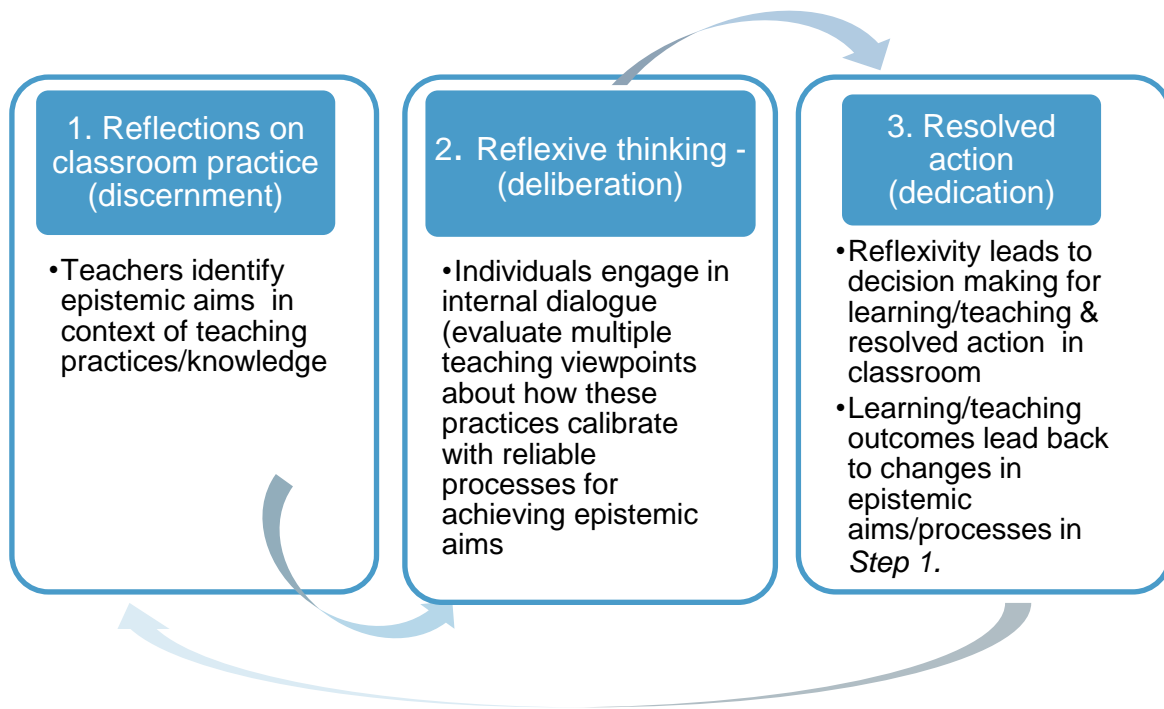 1. Reflections on
classroom practice
(discernment)
•Teachers identify
epistemic aims in
context of teaching
practices/knowledge
2. Reflexive thinking -
(deliberation)
•Individuals engage in
internal dialogue
(evaluate multiple
teaching viewpoints
about how these
practices calibrate
with reliable
processes for
achieving epistemic
aims
3. Resolved
action
(dedication)
•Reflexivity leads to
decision making for
learning/teaching &
resolved action in
classroom
•Learning/teaching
outcomes lead back
to changes in
epistemic
aims/processes in
Step 1.